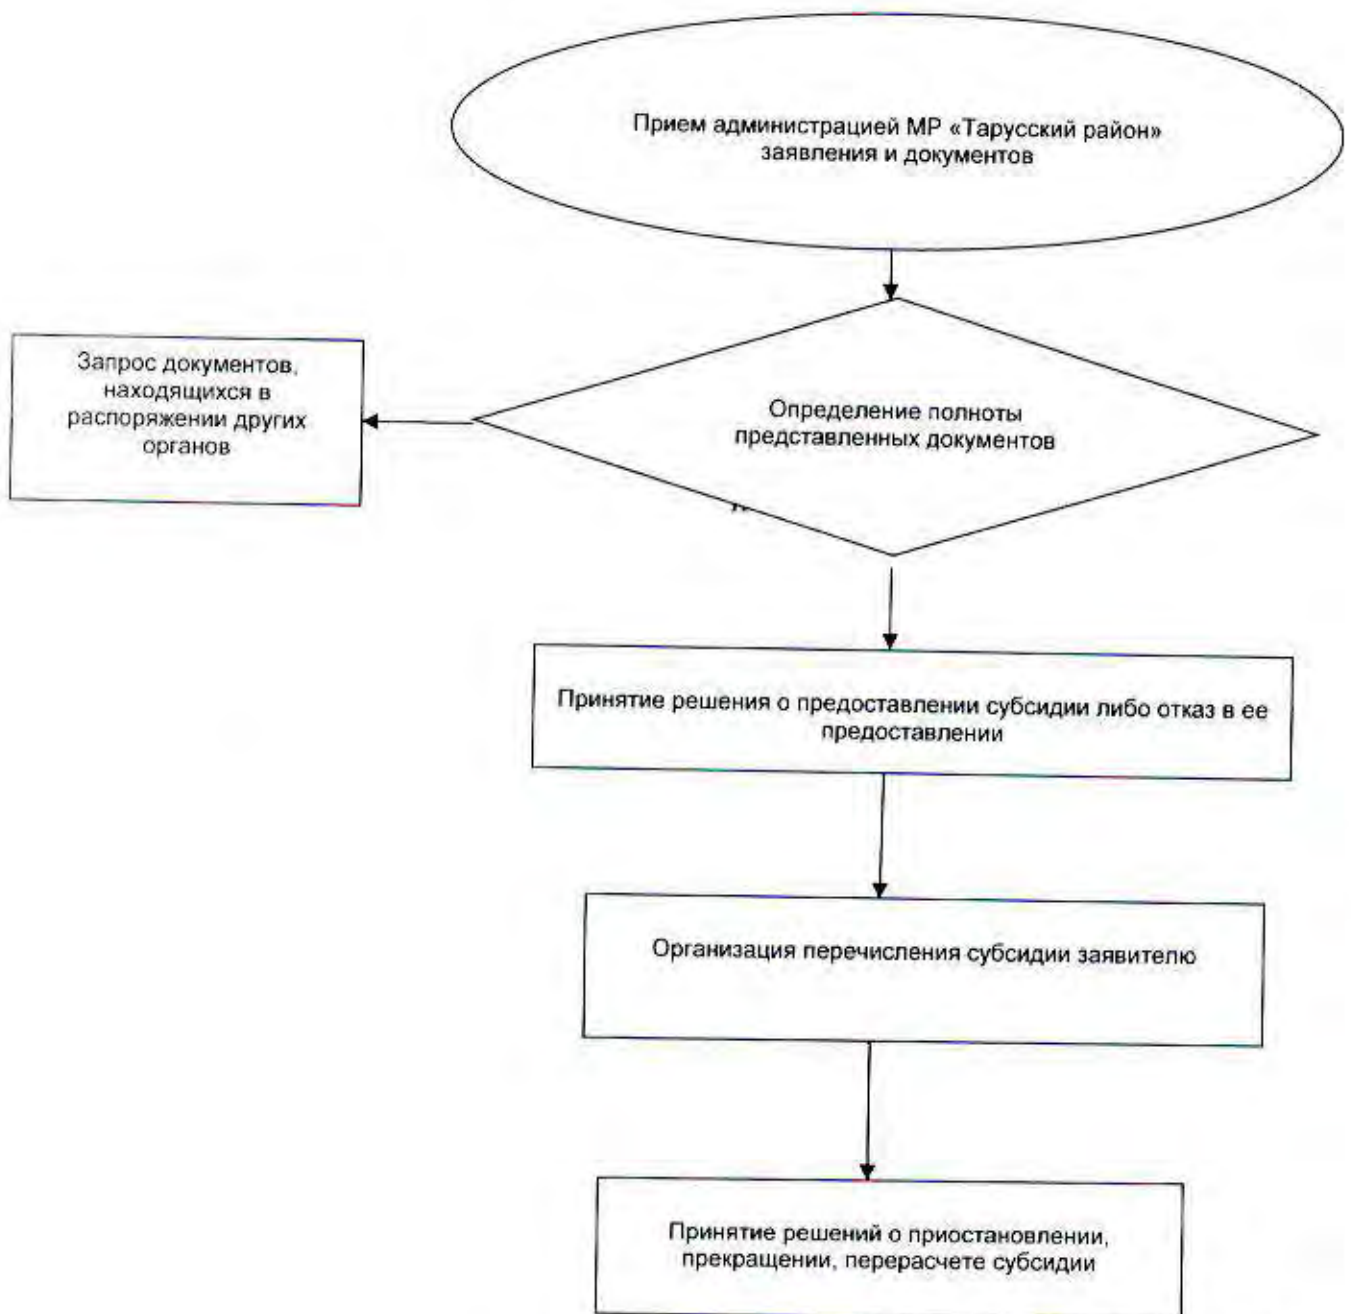 Прием администрацией МР «Тарусский район»
заявления и документов
Запрос документов,
находящихся в
распоряжении других
органов
Определение полноты
представленных документов
Принятие решения о предоставлении субсидии либо отказ в ее
предоставлении
Организация перечисления субсидии заявителю
Принятие решений о приостановлении,
прекращении, перерасчете субсидии